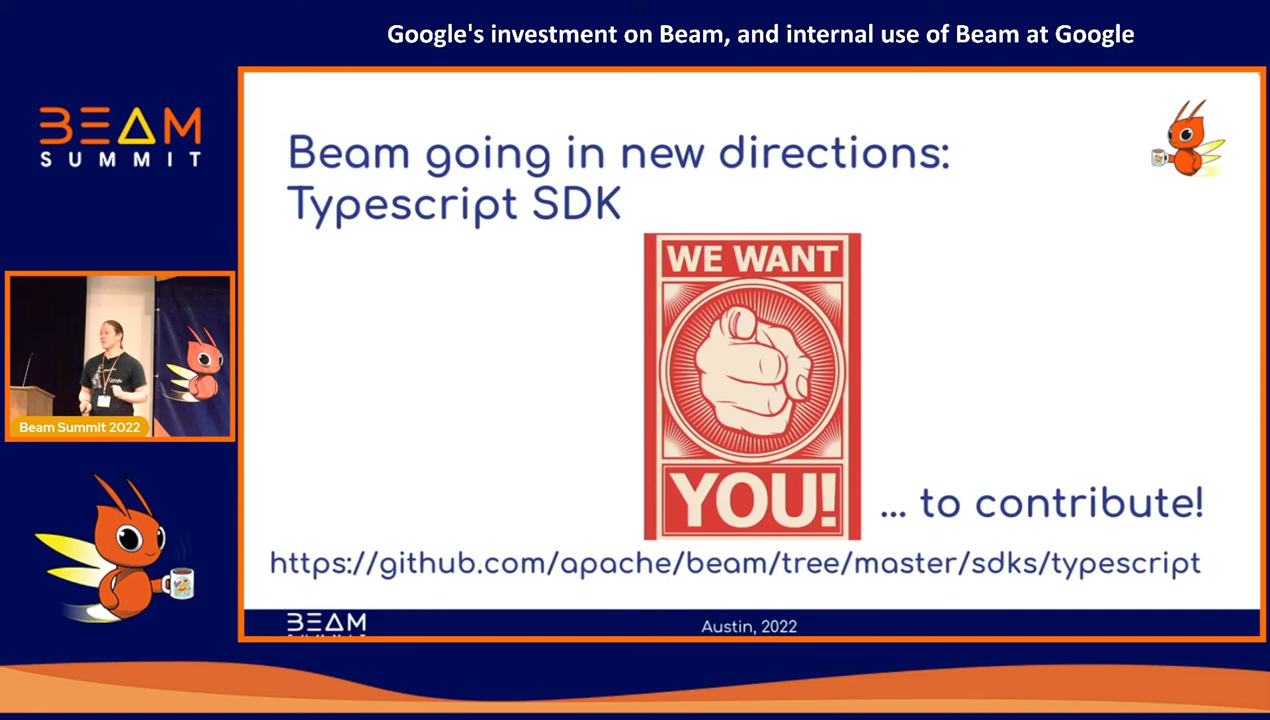 Google's investment on Beam, and internal use of Beam at Google
BEAM
SUMMIT
Beam going in new directions:
Typescript SDK
WE WANT
YOU!
... to contribute!
https://github.com/apache/beam/tree/master/sdks/typescript
Beam Summit 2022
BEAM
Austin, 2022